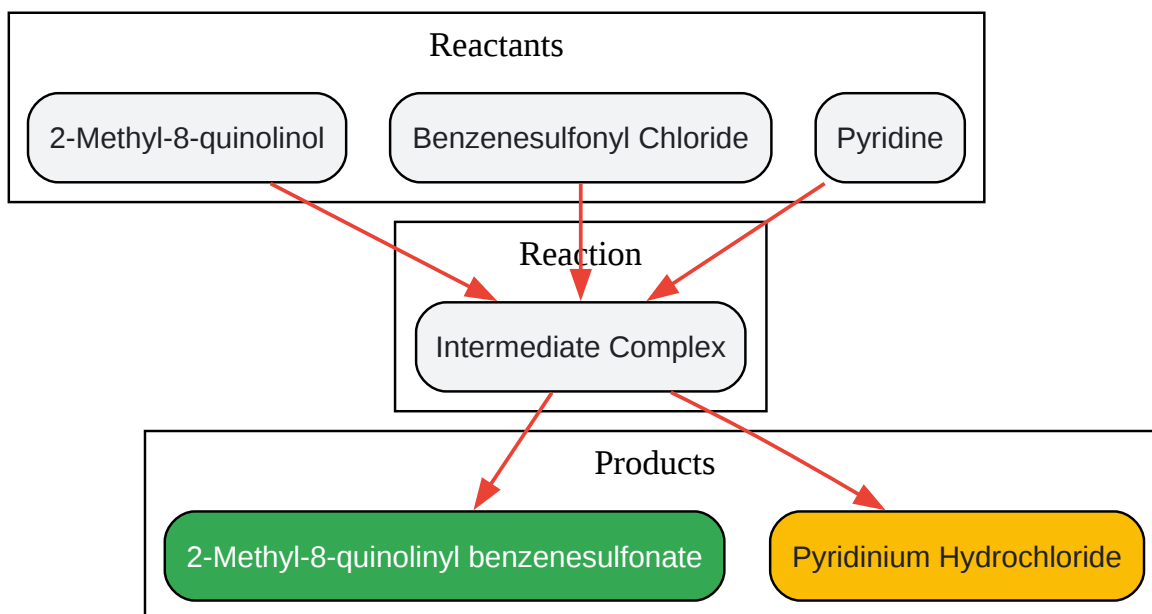 Reactants
2-Methyl-8-quinolinol
Benzenesulfonyl Chloride
Pyridine
Reaction
Intermediate Complex
Products
2-Methyl-8-quinolinyl benzenesulfonate
Pyridinium Hydrochloride